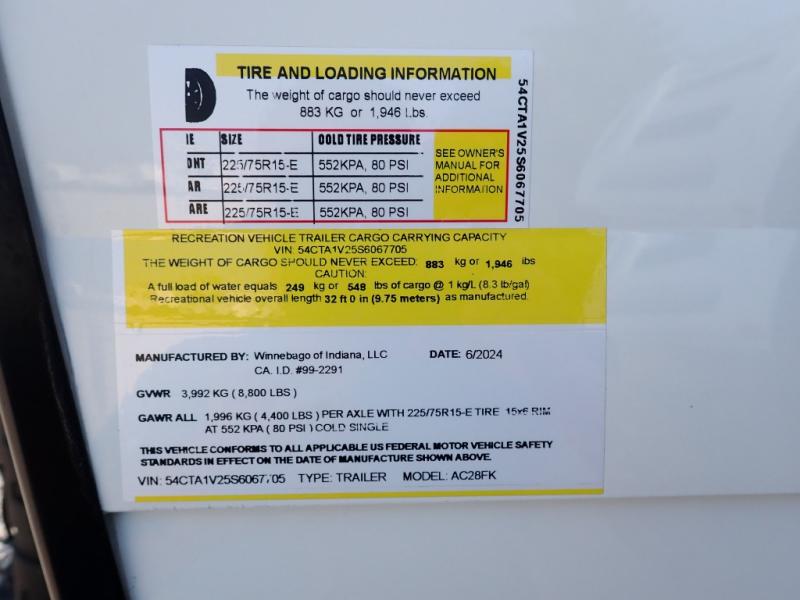 TIRE AND LOADING INFORMATION
The weight of cargo should never exceed
883 KG or 1,946 Lbs.
IE SIZE COLD TIRE PRESSURE
ONT 225/75R15-E 552KPA, 80 PSI
AR 225/75R15-E 552KPA, 80 PSI
ARE 225/75R15-E 552KPA, 80 PSI
SEE OWNER'S
MANUAL FOR
ADDITIONAL
INFORMATION
54CTA1V25S6067705
RECREATION VEHICLE TRAILER CARGO CARRYING CAPACITY
VIN: 54CTA1V25S6067705
THE WEIGHT OF CARGO SHOULD NEVER EXCEED: 883 kg or 1,946 lbs
CAUTION:
A full load of water equals 249 kg or 548 lbs of cargo @ 1 kg/L (8.3 lb/gal)
Recreational vehicle overall length 32 ft 0 in (9.75 meters) as manufactured.
MANUFACTURED BY: Winnebago of Indiana, LLC DATE: 6/2024
CA. I.D. #99-2291
GVWR 3,992 KG ( 8,800 LBS )
GAWR ALL 1,996 KG ( 4,400 LBS ) PER AXLE WITH 225/75R15-E TIRE 15x6 RIM
AT 552 KPA ( 80 PSI ) COLD SINGLE
THIS VEHICLE CONFORMS TO ALL APPLICABLE US FEDERAL MOTOR VEHICLE SAFETY
STANDARDS IN EFFECT ON THE DATE OF MANUFACTURE SHOWN ABOVE.
VIN: 54CTA1V25S6067705 TYPE: TRAILER MODEL: AC28FK